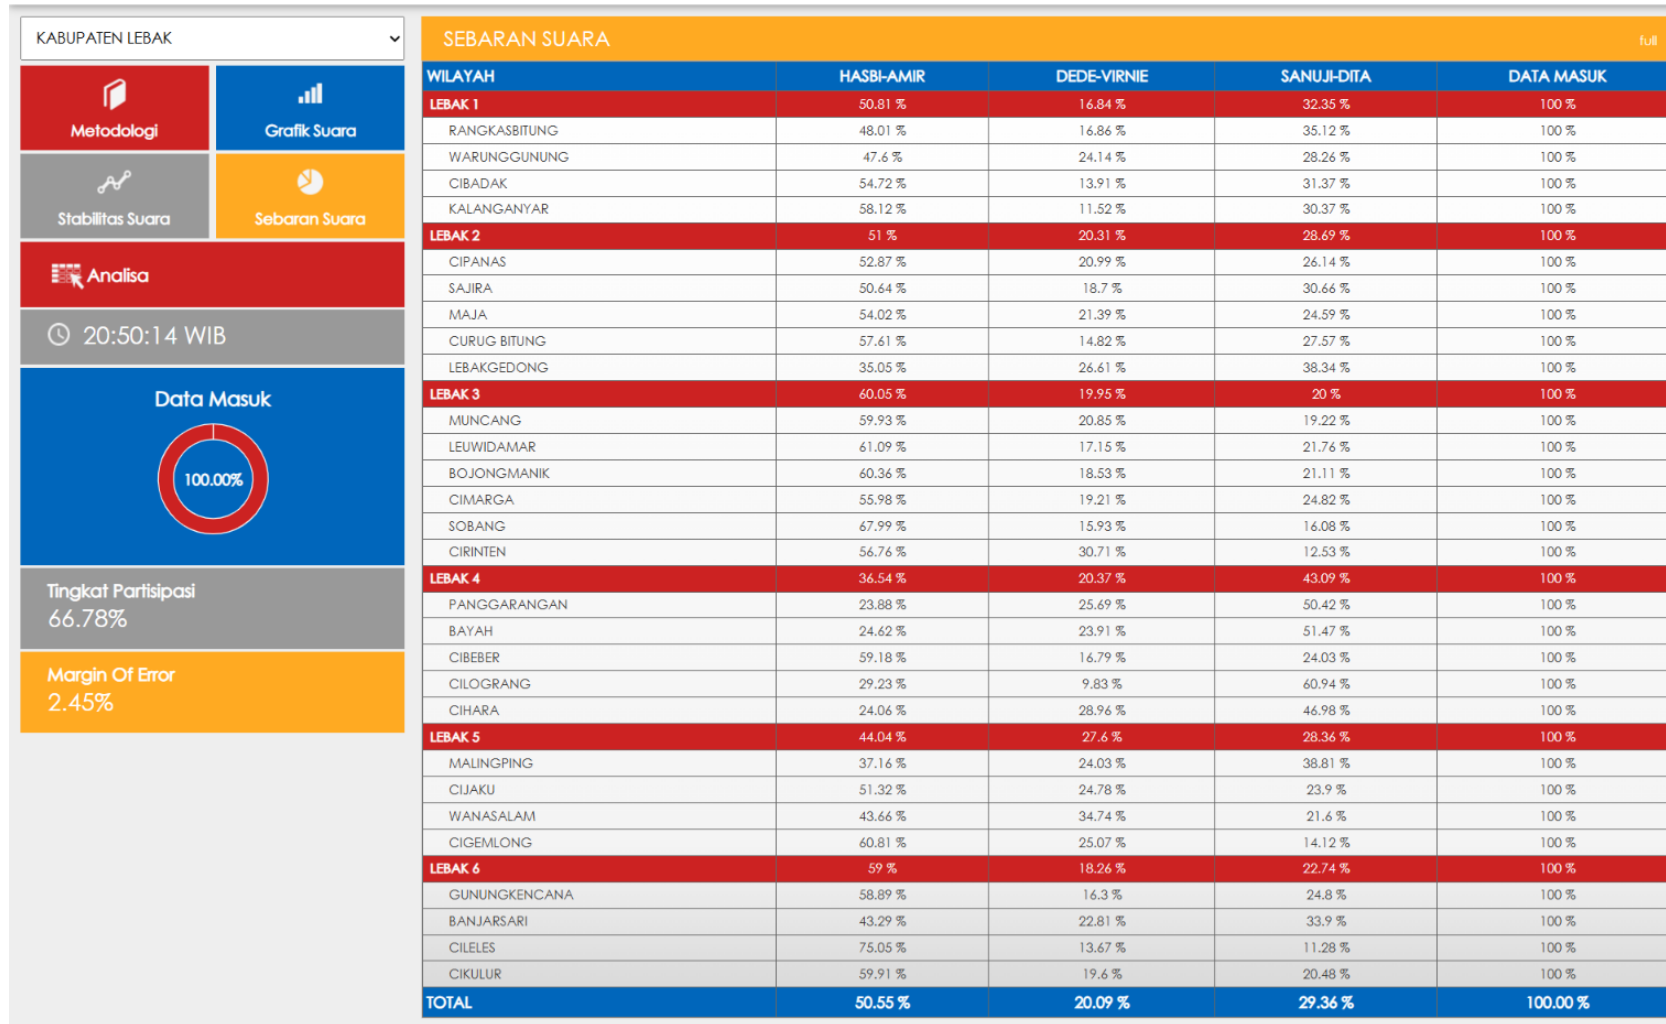 KABUPATEN LEBAK
Metodologi
Grafik Suara
Stabilitas Suara
Sebaran Suara
Analisa
20:50:14 WIB
Data Masuk
100.00%
Tingkat Partisipasi
66.78%
Margin Of Error
2.45%
SEBARAN SUARA full
WILAYAH HASBI-AMIR DEDE-VIRNIE SANUJI-DITA DATA MASUK
LEBAK 1 50.81 % 16.84 % 32.35 % 100 %
RANGKASBITUNG 48.01 % 16.86 % 35.12 % 100 %
WARUNGGUNUNG 47.6 % 24.14 % 28.26 % 100 %
CIBADAK 54.72 % 13.91 % 31.37 % 100 %
KALANGANYAR 58.12 % 11.52 % 30.37 % 100 %
LEBAK 2 51 % 20.31 % 28.69 % 100 %
CIPANAS 52.87 % 20.99 % 26.14 % 100 %
SAJIRA 50.64 % 18.7 % 30.66 % 100 %
MAJA 54.02 % 21.39 % 24.59 % 100 %
CURUG BITUNG 57.61 % 14.82 % 27.57 % 100 %
LEBAKGEDONG 35.05 % 26.61 % 38.34 % 100 %
LEBAK 3 60.05 % 19.95 % 20 % 100 %
MUNCANG 59.93 % 20.85 % 19.22 % 100 %
LEUWIDAMAR 61.09 % 17.15 % 21.76 % 100 %
BOJONGMANIK 60.36 % 18.53 % 21.11 % 100 %
CIMARGA 55.98 % 19.21 % 24.82 % 100 %
SOBANG 67.99 % 15.93 % 16.08 % 100 %
CIRINTEN 56.76 % 30.71 % 12.53 % 100 %
LEBAK 4 36.54 % 20.37 % 43.09 % 100 %
PANGGARANGAN 23.88 % 25.69 % 50.42 % 100 %
BAYAH 24.62 % 23.91 % 51.47 % 100 %
CIBEBER 59.18 % 16.79 % 24.03 % 100 %
CILOGRANG 29.23 % 9.83 % 60.94 % 100 %
CIHARA 24.06 % 28.96 % 46.98 % 100 %
LEBAK 5 44.04 % 27.6 % 28.36 % 100 %
MALINGPING 37.16 % 24.03 % 38.81 % 100 %
CIJAKU 51.32 % 24.78 % 23.9 % 100 %
WANASALAM 43.66 % 34.74 % 21.6 % 100 %
CIGEMLONG 60.81 % 25.07 % 14.12 % 100 %
LEBAK 6 59 % 18.26 % 22.74 % 100 %
GUNUNGKENCANA 58.89 % 16.3 % 24.8 % 100 %
BANJARSARI 43.29 % 22.81 % 33.9 % 100 %
CILELES 75.05 % 13.67 % 11.28 % 100 %
CIKULUR 59.91 % 19.6 % 20.48 % 100 %
TOTAL 50.55 % 20.09 % 29.36 % 100.00 %